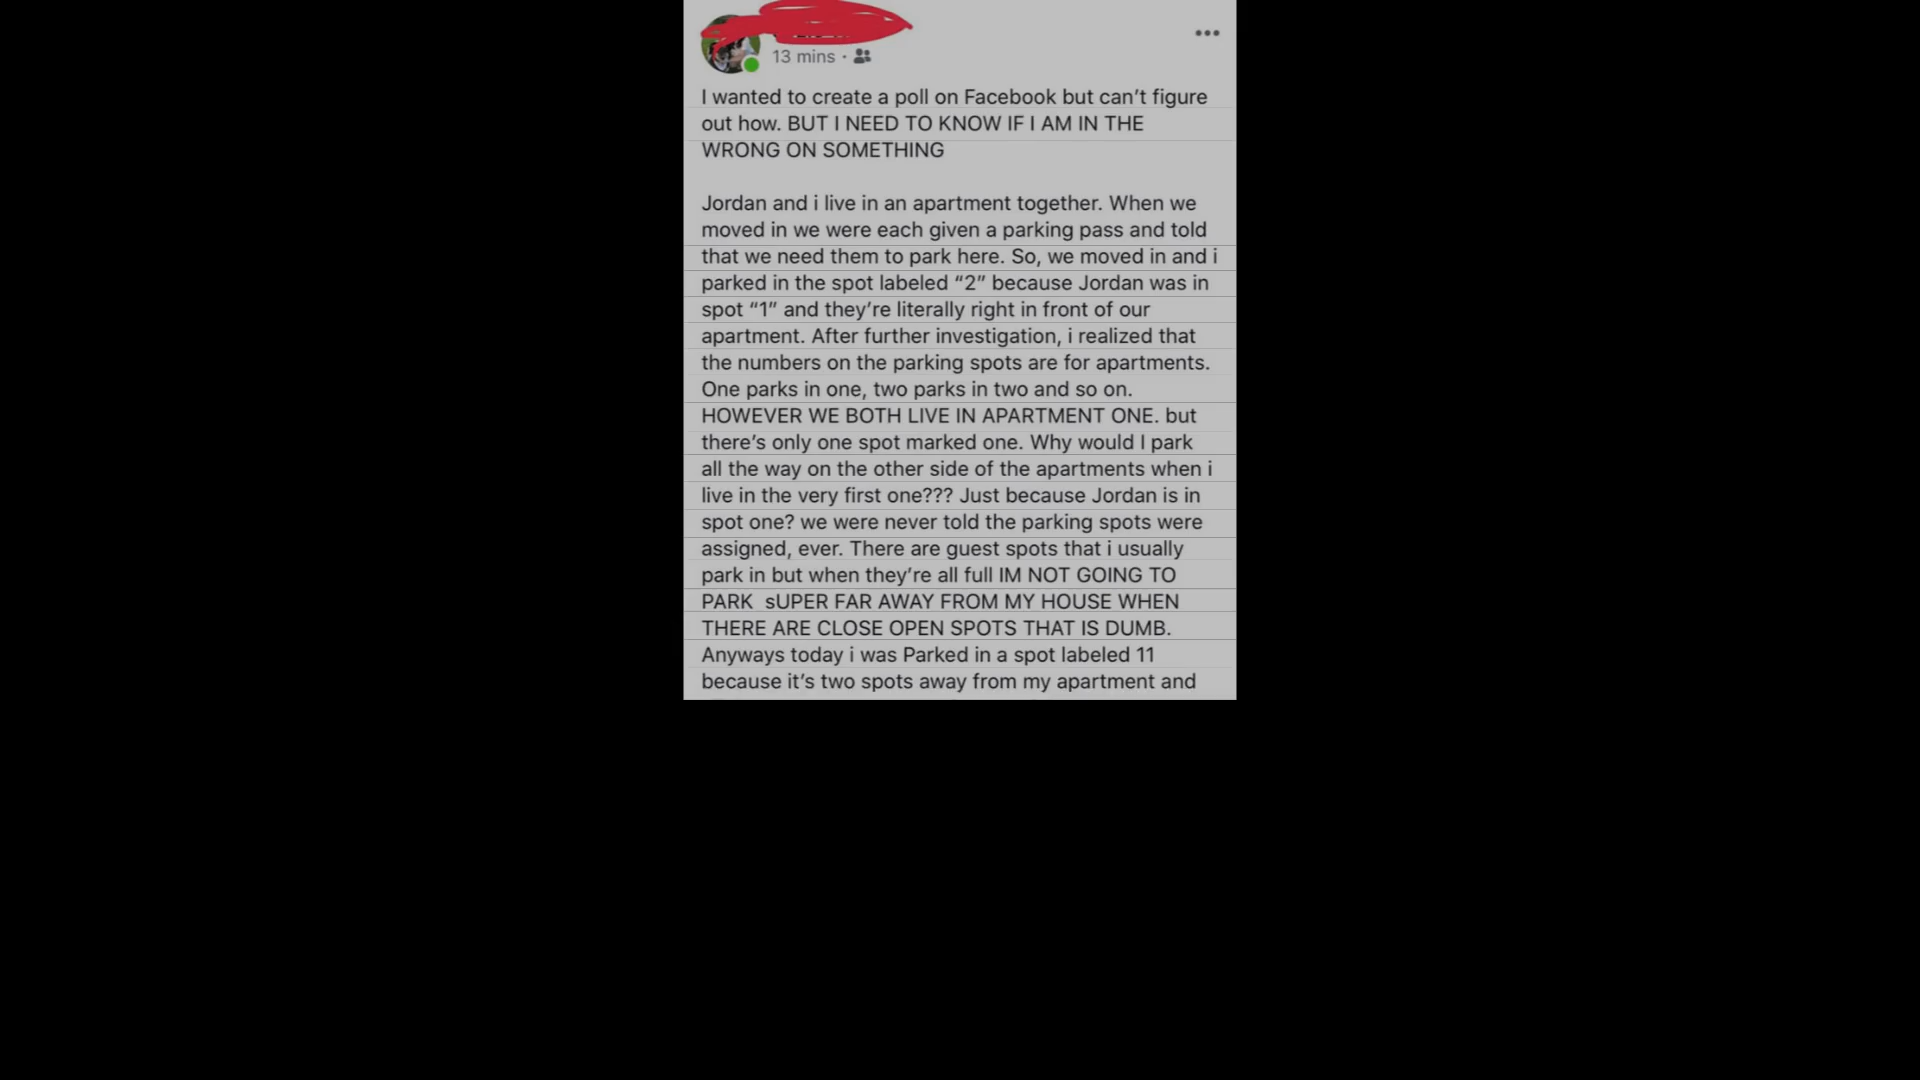 13 mins ·
I wanted to create a poll on Facebook but can’t figure
out how. BUT I NEED TO KNOW IF I AM IN THE
WRONG ON SOMETHING
Jordan and i live in an apartment together. When we
moved in we were each given a parking pass and told
that we need them to park here. So, we moved in and i
parked in the spot labeled “2” because Jordan was in
spot “1” and they’re literally right in front of our
apartment. After further investigation, i realized that
the numbers on the parking spots are for apartments.
One parks in one, two parks in two and so on.
HOWEVER WE BOTH LIVE IN APARTMENT ONE. but
there’s only one spot marked one. Why would I park
all the way on the other side of the apartments when i
live in the very first one??? Just because Jordan is in
spot one? we were never told the parking spots were
assigned, ever. There are guest spots that i usually
park in but when they’re all full IM NOT GOING TO
PARK sUPER FAR AWAY FROM MY HOUSE WHEN
THERE ARE CLOSE OPEN SPOTS THAT IS DUMB.
Anyways today i was Parked in a spot labeled 11
because it’s two spots away from my apartment and